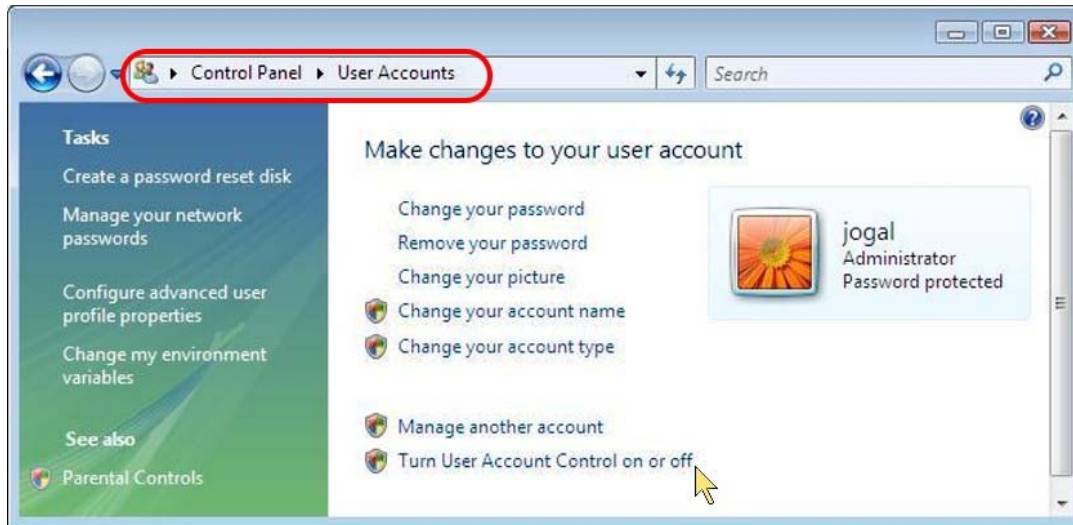 Control Panel User Accounts
Search
Tasks
Create a password reset disk
Manage your network
passwords
Configure advanced user
profile properties
Change my environment
variables
See also
Parental Controls
Make changes to your user account
Change your password
Remove your password
Change your picture
Change your account name
Change your account type
Manage another account
Turn User Account Control on or off
jogal
Administrator
Password protected